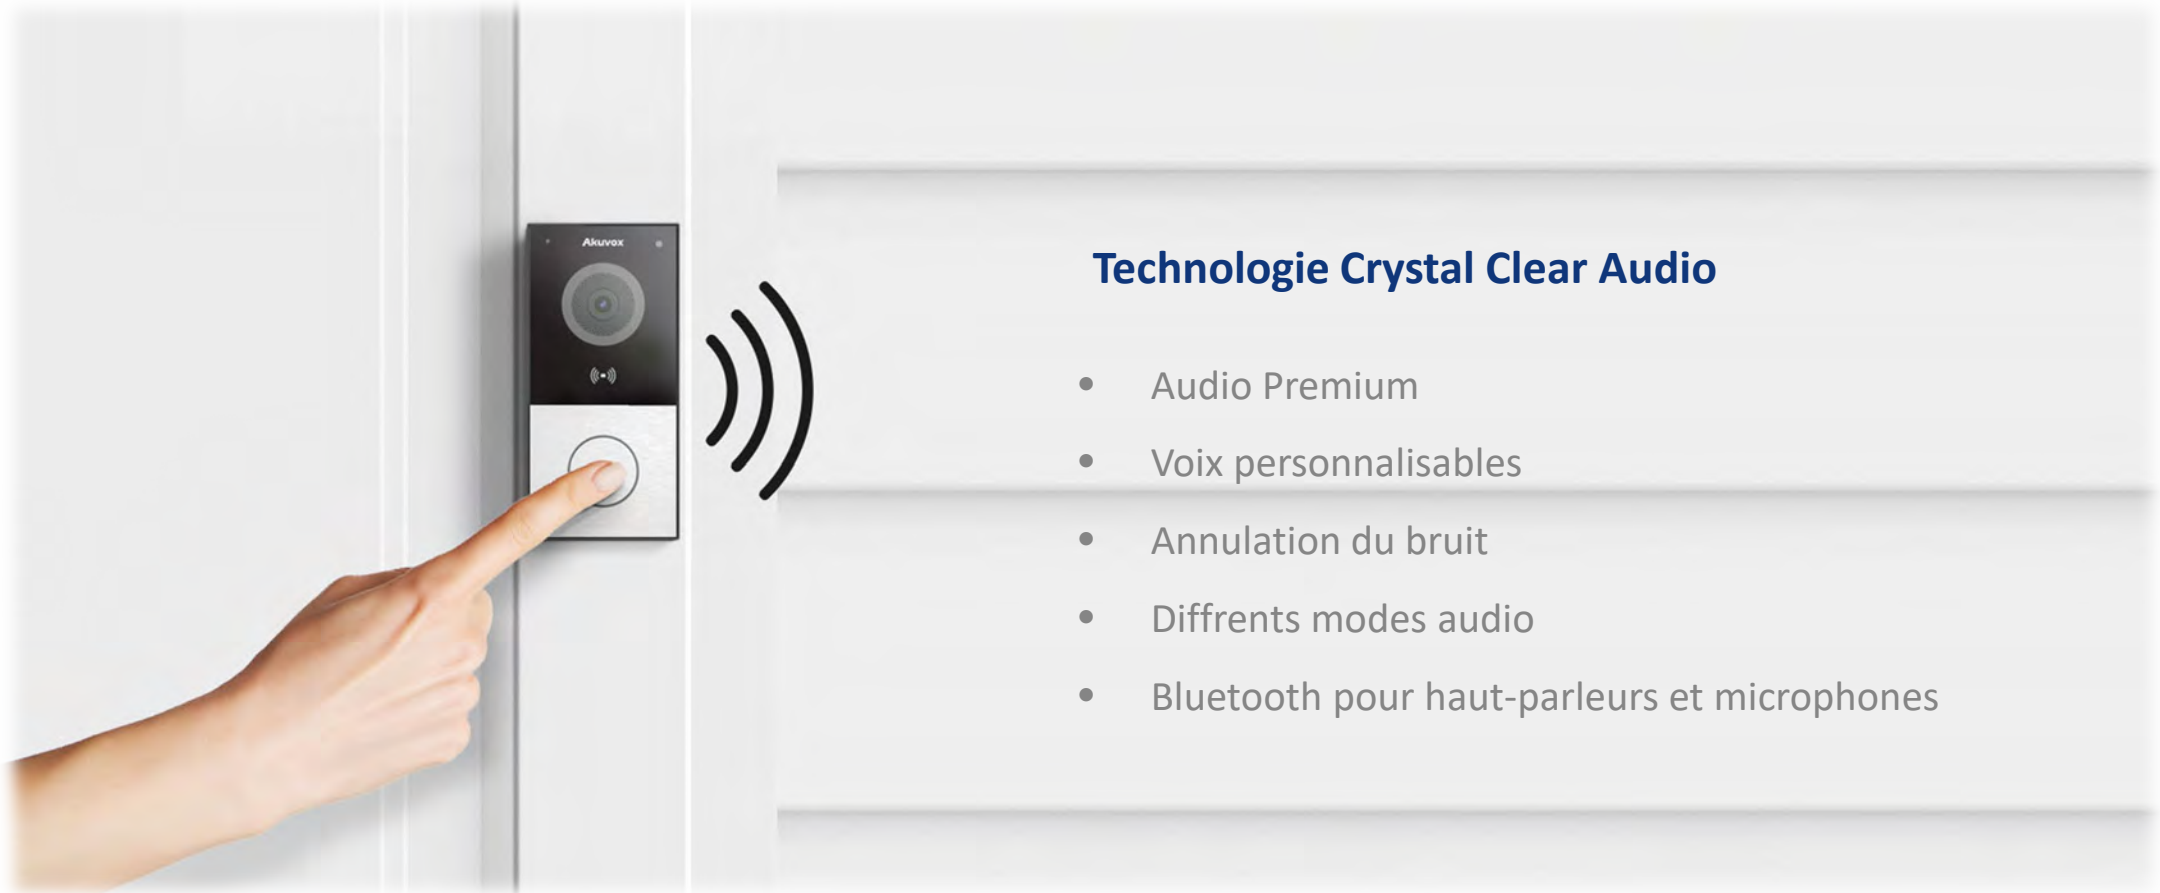 Akuvox
Technologie Crystal Clear Audio
• Audio Premium
• Voix personnalisables
• Annulation du bruit
• Diffrents modes audio
• Bluetooth pour haut-parleurs et microphones